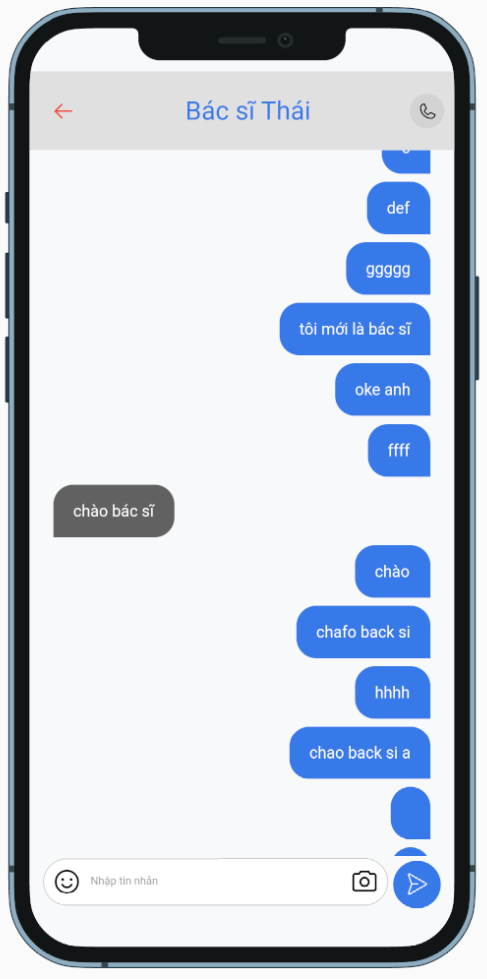 Bác sĩ Thái
def
ggggg
tôi mới là bác sĩ
oke anh
ffff
chào bác sĩ
chào
chafo back si
hhhh
chao back si a
Nhập tin nhắn